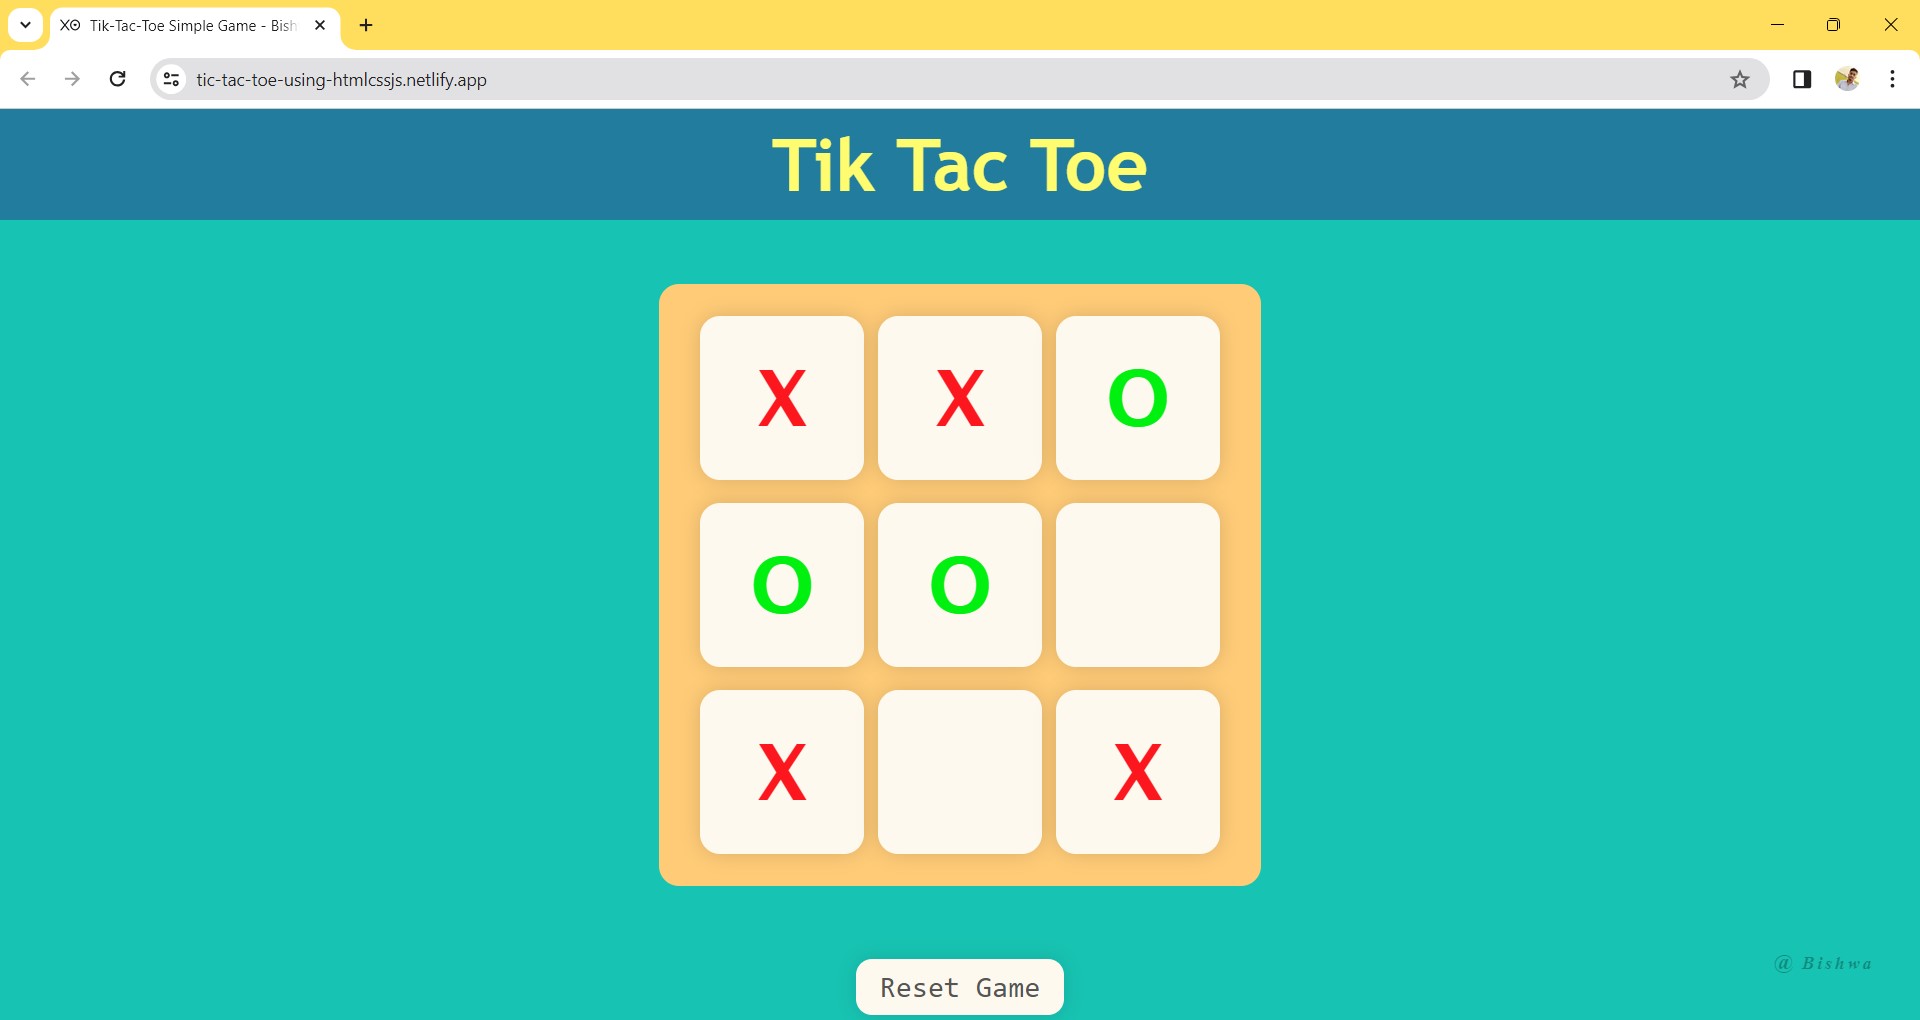 Tik-Tac-Toe Simple Game - Bish
tic-tac-toe-using-htmlcssjs.netlify.app
Tik Tac Toe
X X O
O O
X X
Reset Game
@ Bishwa